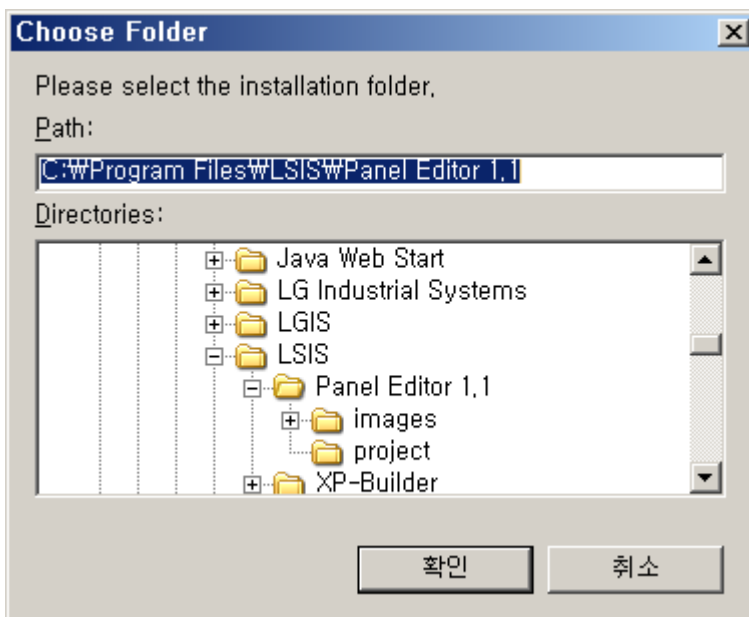 Choose Folder
Please select the installation folder,
Path:
C:₩Program Files₩LSIS₩Panel Editor 1,1
Directories:
Java Web Start
LG Industrial Systems
LGIS
LSIS
Panel Editor 1,1
images
project
XP-Builder
확인 취소